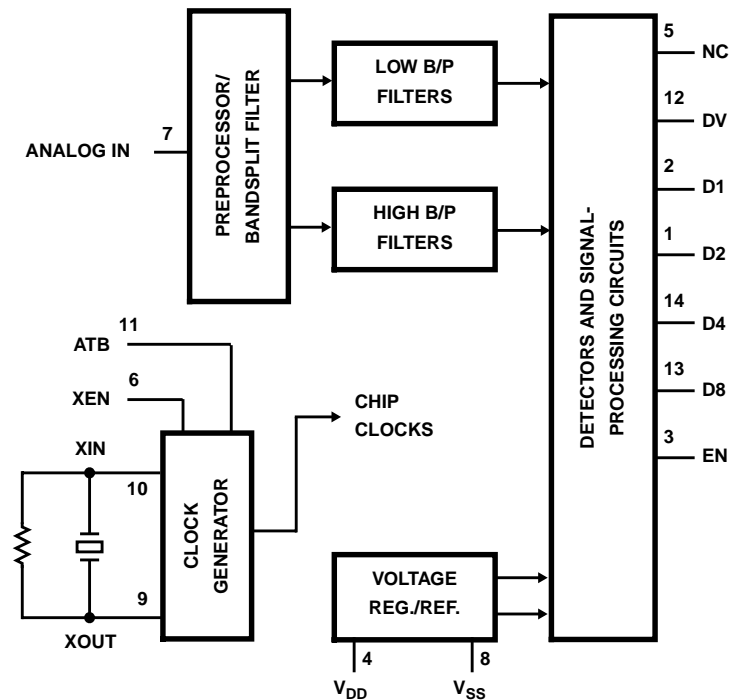 5
NC
LOW B/P
FILTERS
12
DV
7
ANALOG IN
PREPROCESSOR/
BANDSPLIT FILTER
2
D1
HIGH B/P
FILTERS
1
D2
DETECTORS AND SIGNAL-
PROCESSING CIRCUITS
14
D4
11
ATB
13
D8
6
XEN
CHIP
CLOCKS
3
EN
XIN
10
CLOCK
GENERATOR
9
XOUT
VOLTAGE
REG./REF.
4
8
VDD
VSS